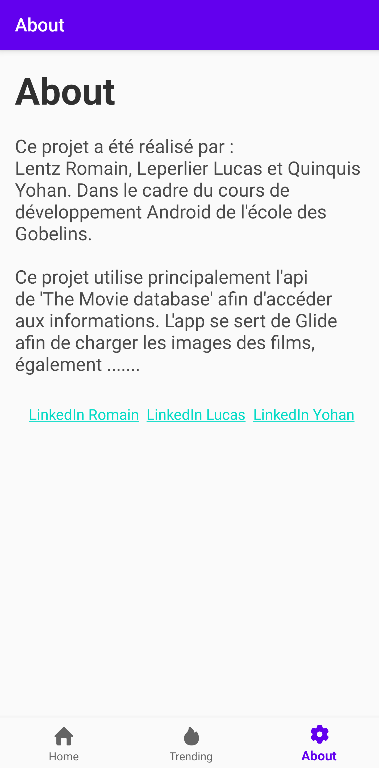 About
About
Ce projet a été réalisé par :
Lentz Romain, Leperlier Lucas et Quinquis
Yohan. Dans le cadre du cours de
développement Android de l'école des
Gobelins.
Ce projet utilise principalement l'api
de 'The Movie database' afin d'accéder
aux informations. L'app se sert de Glide
afin de charger les images des films,
également .......
LinkedIn Romain LinkedIn Lucas LinkedIn Yohan
Home Trending About